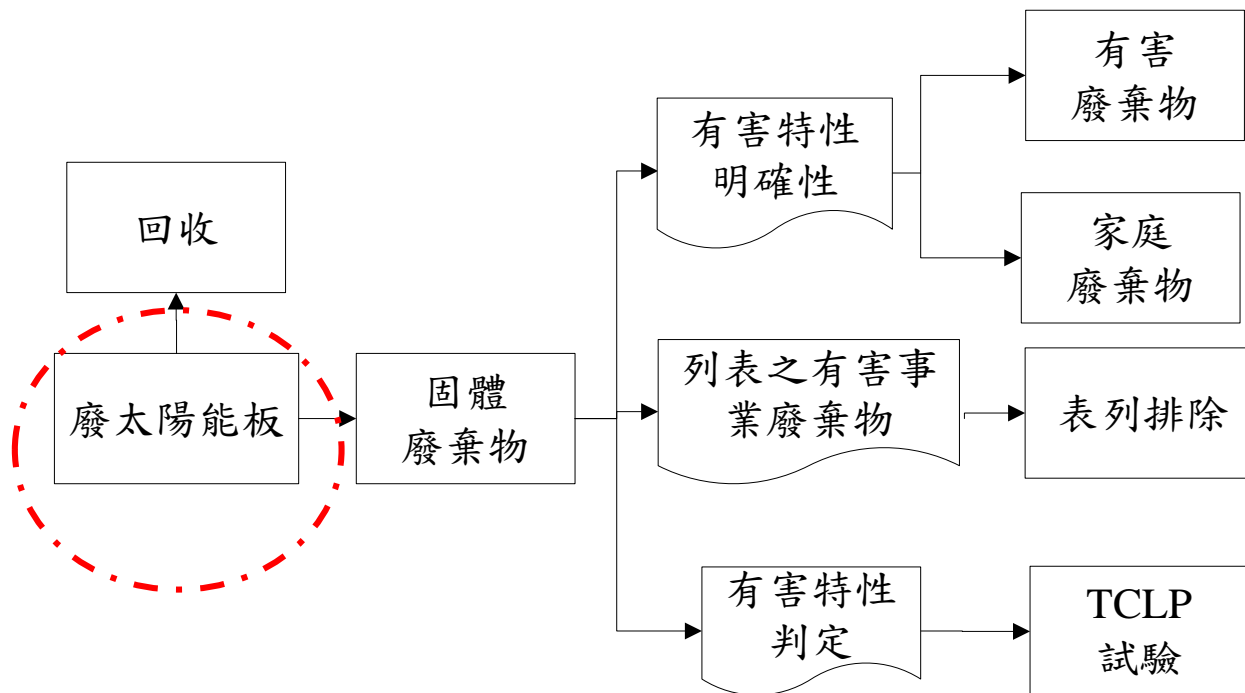 回收
廢太陽能板
固體
廢棄物
有害特性
明確性
有害
廢棄物
家庭
廢棄物
列表之有害事
業廢棄物
表列排除
有害特性
判定
TCLP
試驗